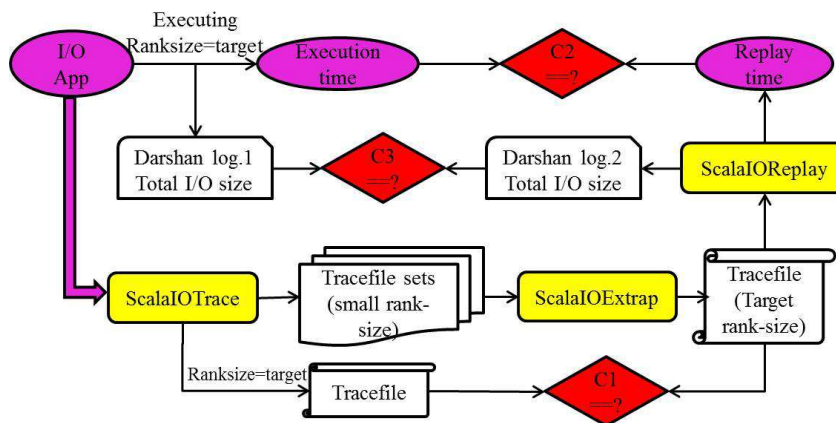 Executing
Ranksize=target
I/O
App
Execution
time
C2
==?
Replay
time
Darshan log.1
Total I/O size
C3
==?
Darshan log.2
Total I/O size
ScalaIOReplay
ScalaIOTrace
Tracefile sets
(small rank-
size)
ScalaIOExtrap
Tracefile
(Target
rank-size)
Ranksize=target
Tracefile
C1
==?